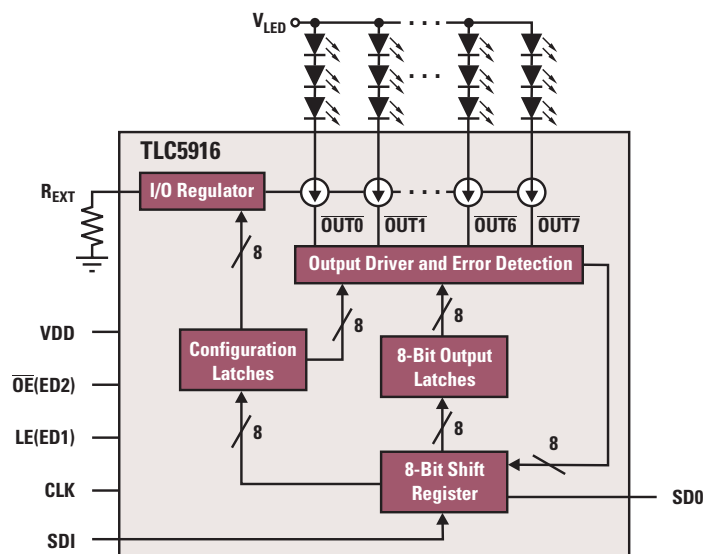 VLED
TLC5916
REXT
I/O Regulator
OUT0
OUT1
OUT6
OUT7
8
Output Driver and Error Detection
VDD
8
8
Configuration
Latches
8-Bit Output
Latches
OE(ED2)
LE(ED1)
8
8
8
8-Bit Shift
Register
CLK
SD0
SDI